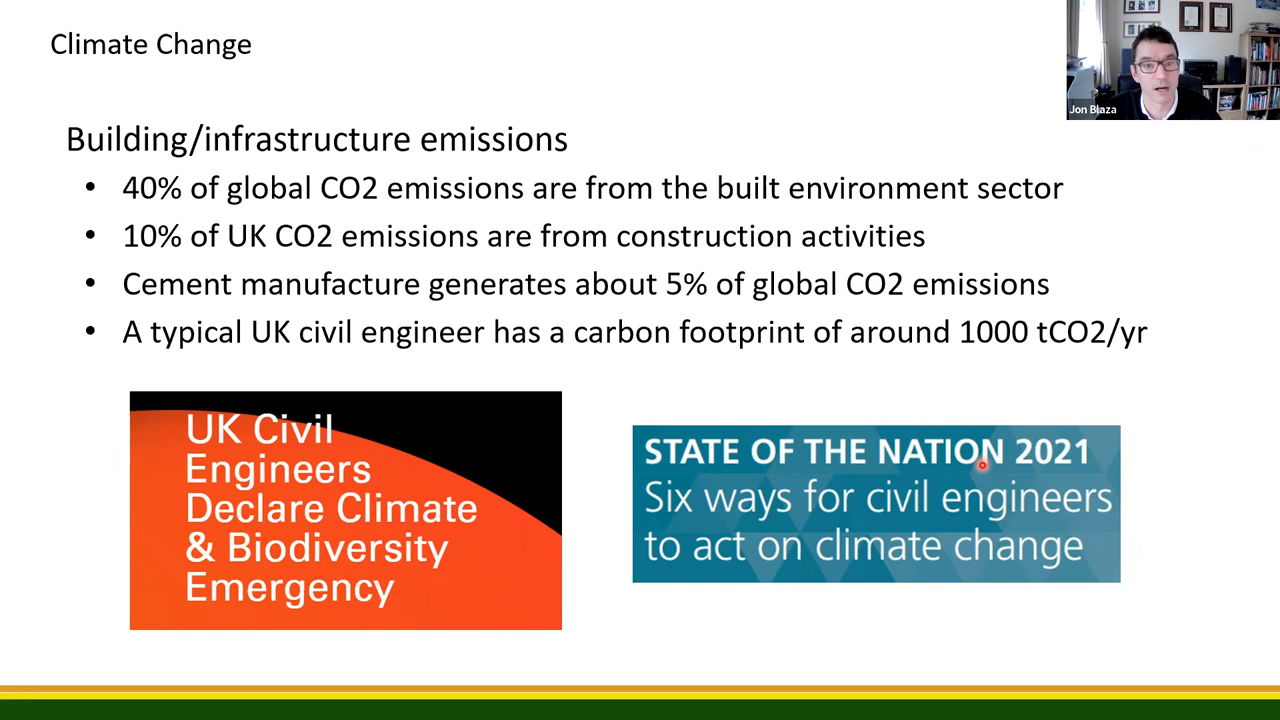 Climate Change
Jon Blaza
Building/infrastructure emissions
• 40% of global CO2 emissions are from the built environment sector
• 10% of UK CO2 emissions are from construction activities
• Cement manufacture generates about 5% of global CO2 emissions
• A typical UK civil engineer has a carbon footprint of around 1000 tCO2/yr
UK Civil
Engineers
Declare Climate
& Biodiversity
Emergency
STATE OF THE NATION 2021
Six ways for civil engineers
to act on climate change